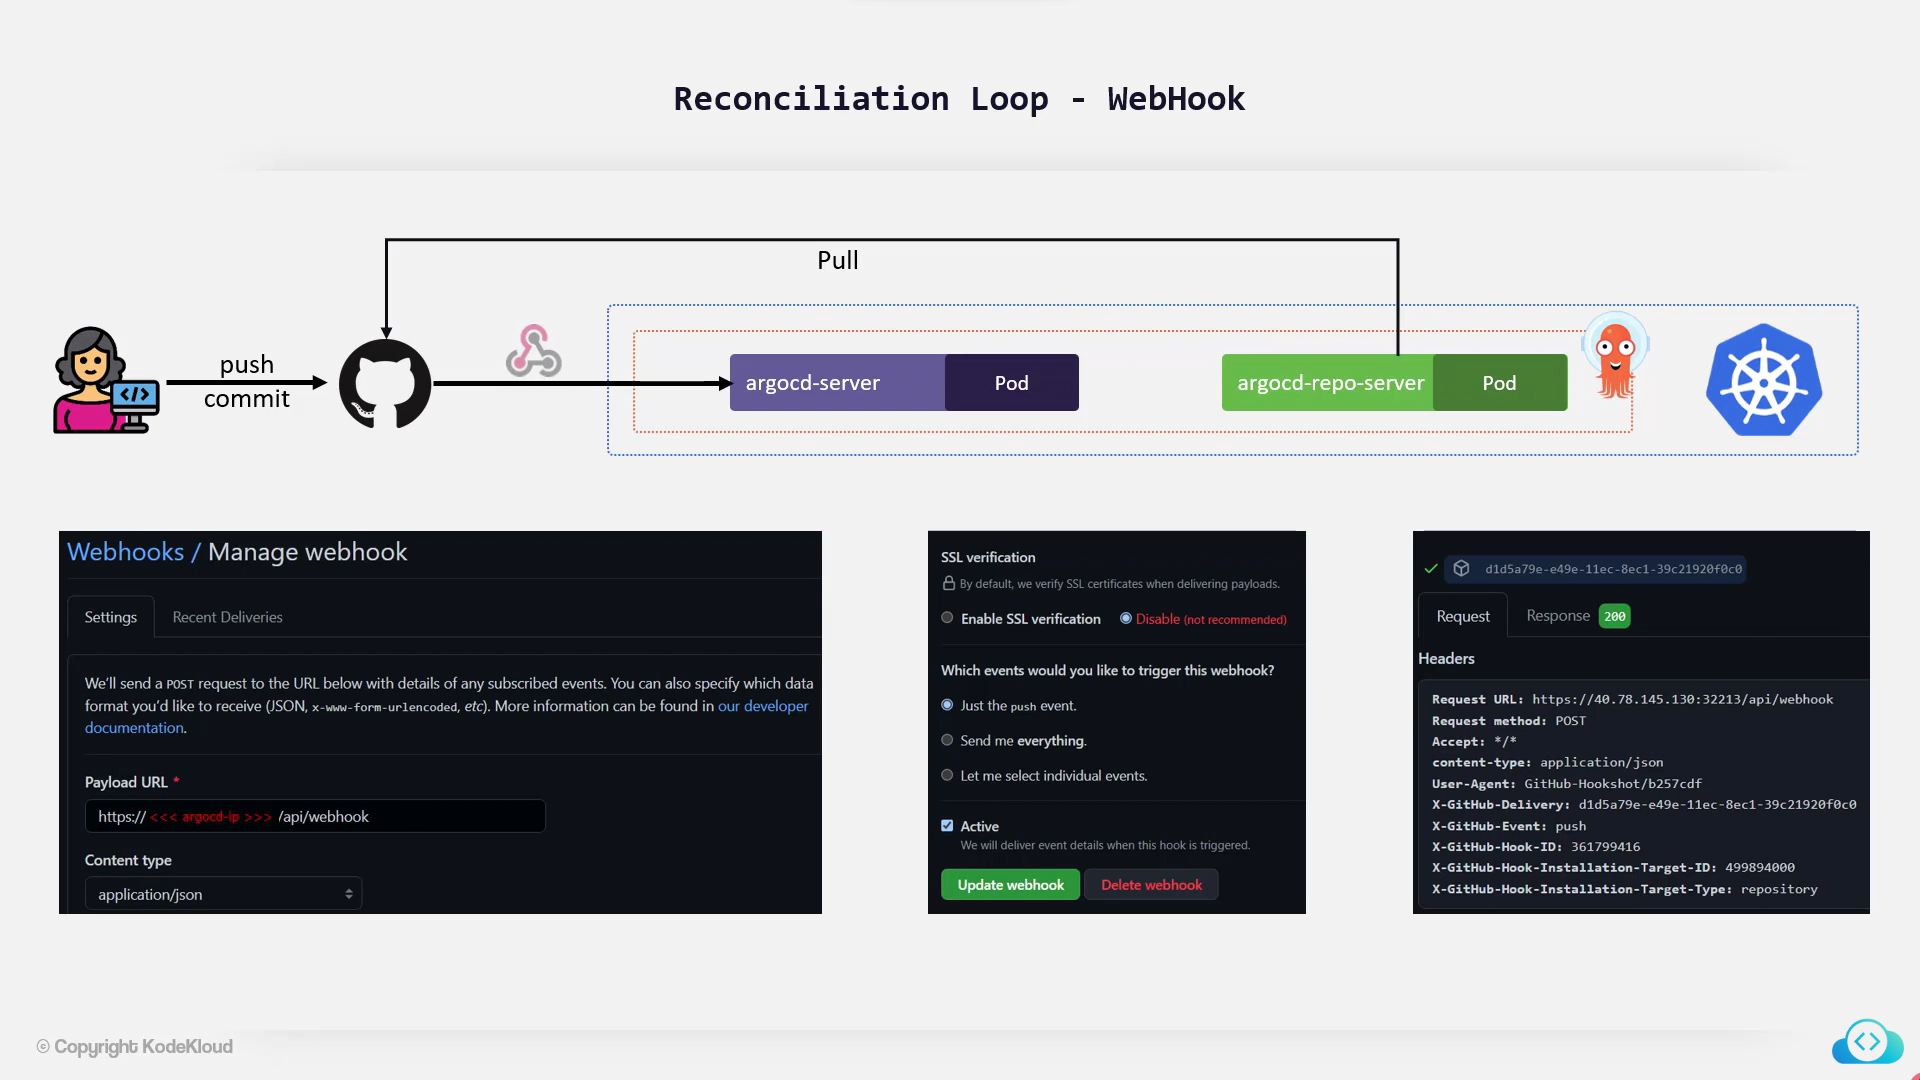 Reconciliation Loop - WebHook
Pull
push
commit
argocd-server
Pod
argocd-repo-server
Pod
Webhooks / Manage webhook
Settings
Recent Deliveries
We'll send a POST request to the URL below with details of any subscribed events. You can also specify which data
format you'd like to receive (JSON, x-www-form-urlencoded, etc). More information can be found in our developer
documentation.
Payload URL *
https:// <<< argocd-ip >>> /api/webhook
Content type
application/json
SSL verification
By default, we verify SSL certificates when delivering payloads.
Enable SSL verification
Disable (not recommended)
Which events would you like to trigger this webhook?
Just the push event.
Send me everything.
Let me select individual events.
Active
We will deliver event details when this hook is triggered.
Update webhook
Delete webhook
d1d5a79e-e49e-11ec-8ec1-39c21920f0c0
Request
Response 200
Headers
Request URL: https://40.78.145.130:32213/api/webhook
Request method: POST
Accept: */*
content-type: application/json
User-Agent: GitHub-Hookshot/b257cdf
X-GitHub-Delivery: d1d5a79e-e49e-11ec-8ec1-39c21920f0c0
X-GitHub-Event: push
X-GitHub-Hook-ID: 361799416
X-GitHub-Hook-Installation-Target-ID: 499894000
X-GitHub-Hook-Installation-Target-Type: repository
© Copyright KodeKloud